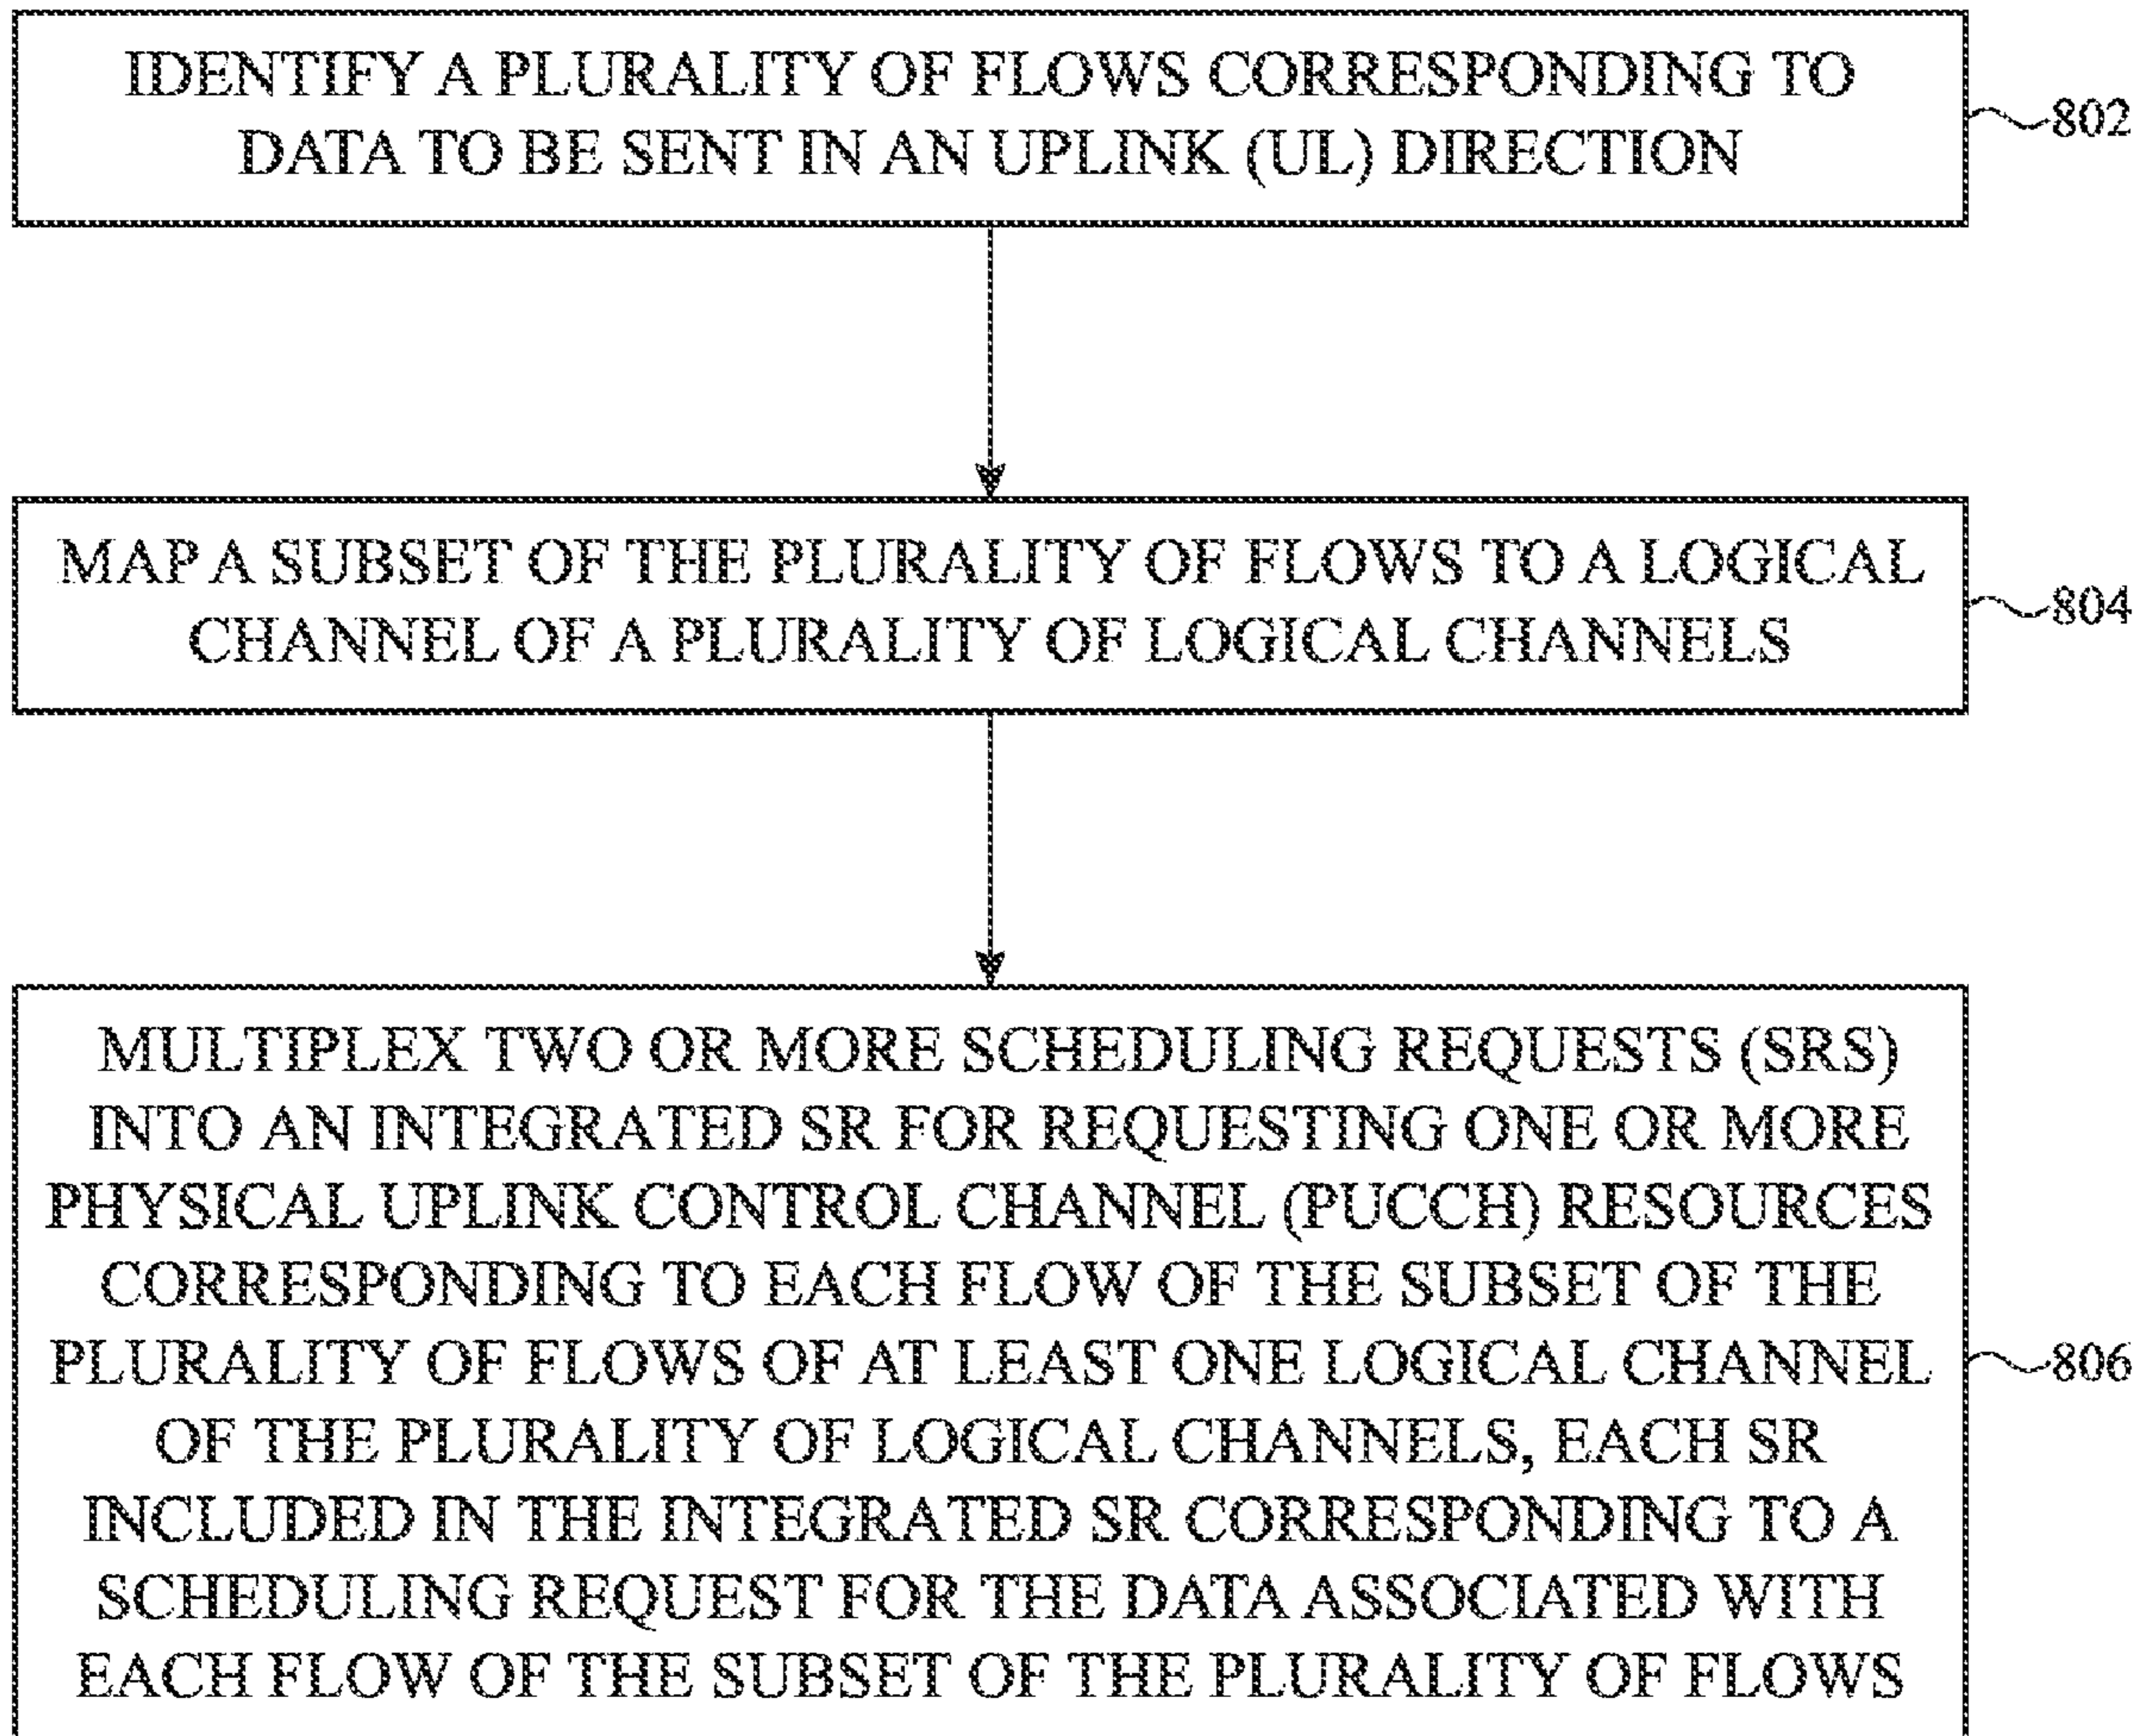 IDENTIFY A PLURALITY OF FLOWS CORRESPONDING TO
DATA TO BE SENT IN AN UPLINK (UL) DIRECTION
802
MAP A SUBSET OF THE PLURALITY OF FLOWS TO A LOGICAL
CHANNEL OF A PLURALITY OF LOGICAL CHANNELS
804
MULTIPLEX TWO OR MORE SCHEDULING REQUESTS (SRS)
INTO AN INTEGRATED SR FOR REQUESTING ONE OR MORE
PHYSICAL UPLINK CONTROL CHANNEL (PUCCH) RESOURCES
CORRESPONDING TO EACH FLOW OF THE SUBSET OF THE
PLURALITY OF FLOWS OF AT LEAST ONE LOGICAL CHANNEL
OF THE PLURALITY OF LOGICAL CHANNELS, EACH SR
INCLUDED IN THE INTEGRATED SR CORRESPONDING TO A
SCHEDULING REQUEST FOR THE DATA ASSOCIATED WITH
EACH FLOW OF THE SUBSET OF THE PLURALITY OF FLOWS
806